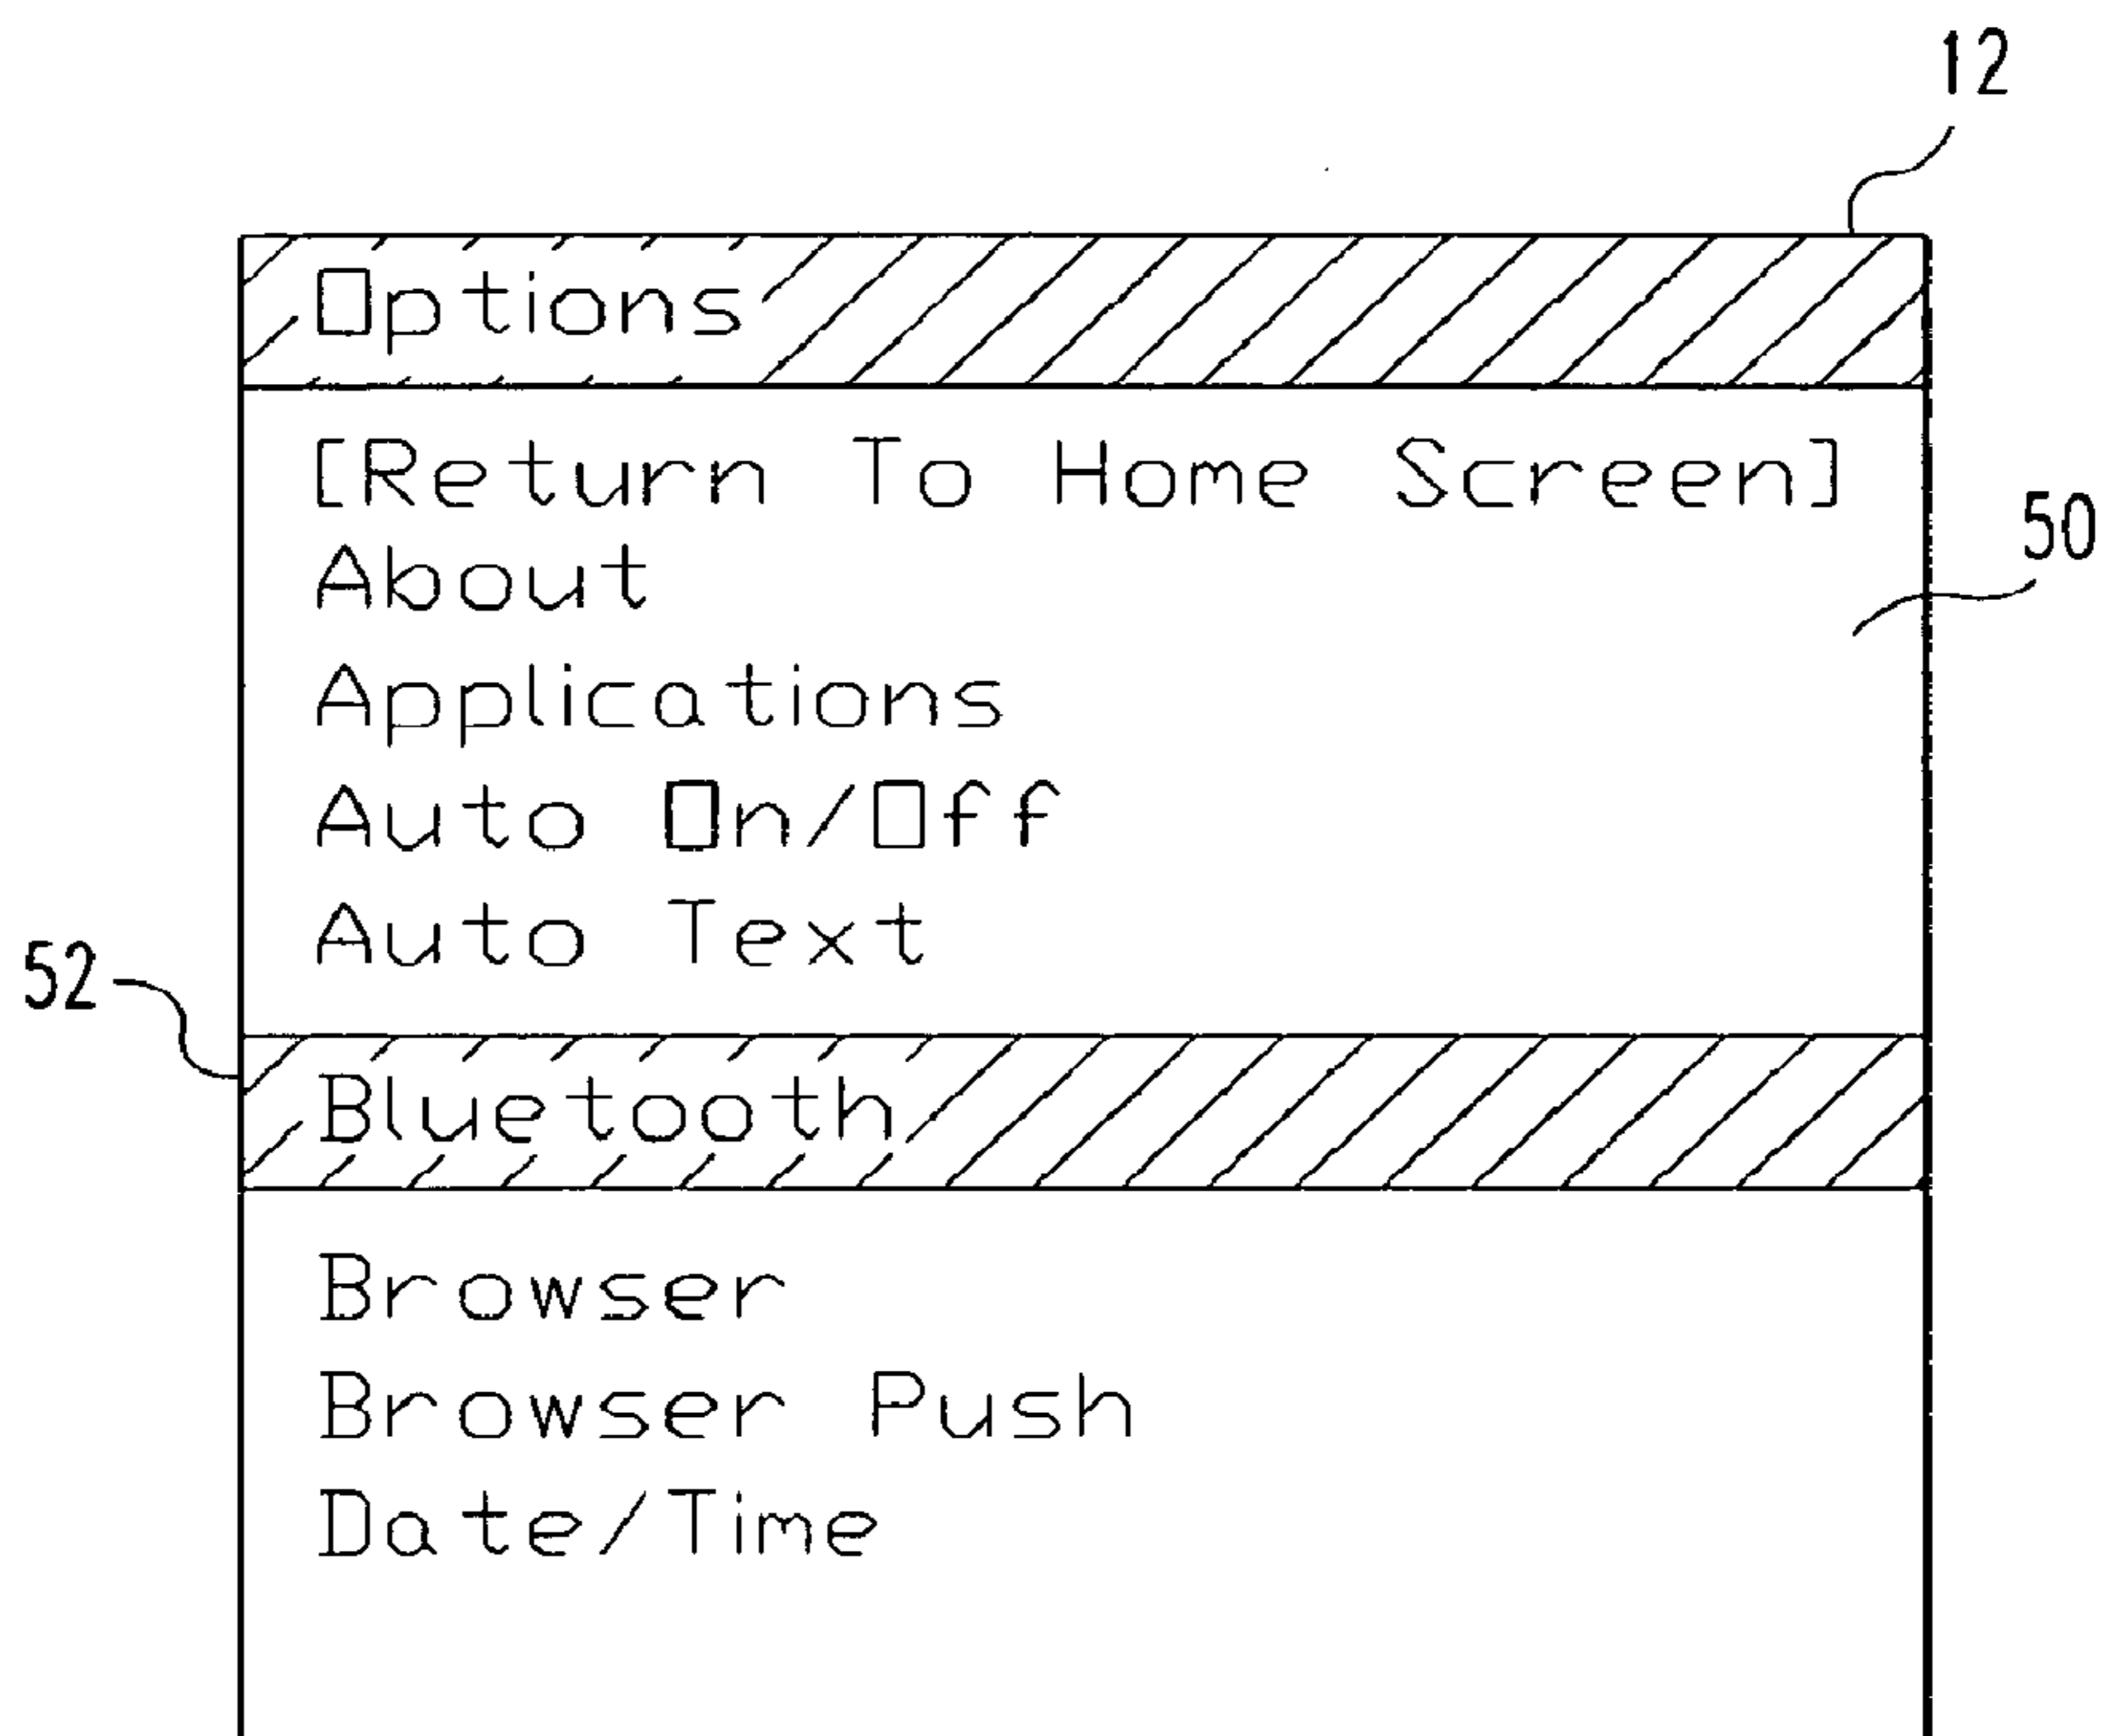 12
Options
[Return To Home Screen]
50
About
Applications
Auto On/Off
Auto Text
52
Bluetooth
Browser
Browser Push
Date/Time